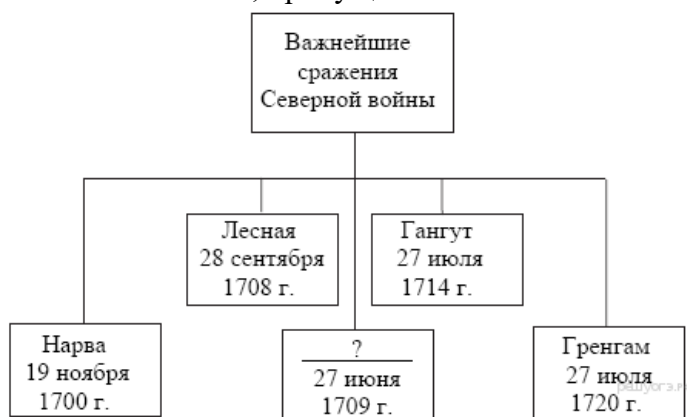 Важнейшие
сражения
Северной войны
Лесная
28 сентября
1708 г.
Гангут
27 июля
1714 г.
Нарва
19 ноября
1700 г.
?
27 июня
1709 г.
Гренгам
27 июля
1720 г.